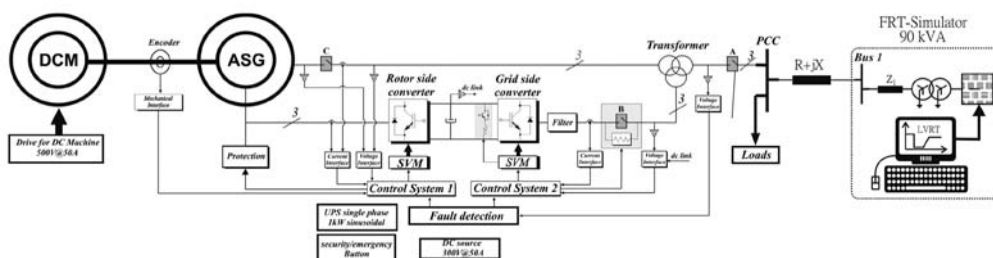 FRT-Simulator
90 kVA
DCM
Encoder
ASG
C
3
Transformer
A
3
PCC
R+jX
Bus 1
Z
LVRT
Rotor side
converter
dc link
Grid side
converter
Mechanical
Interface
3
3
Voltage
Interface
Filter
B
Drive for DC Machine
500V@50A
Protection
Current
Interface
Voltage
Interface
SVM
SVM
Current
Interface
Voltage
Interface
dc link
Loads
Control System 1
Control System 2
UPS single phase
1kW sinusoidal
Fault detection
security/emergency
Button
DC source
300V@50A